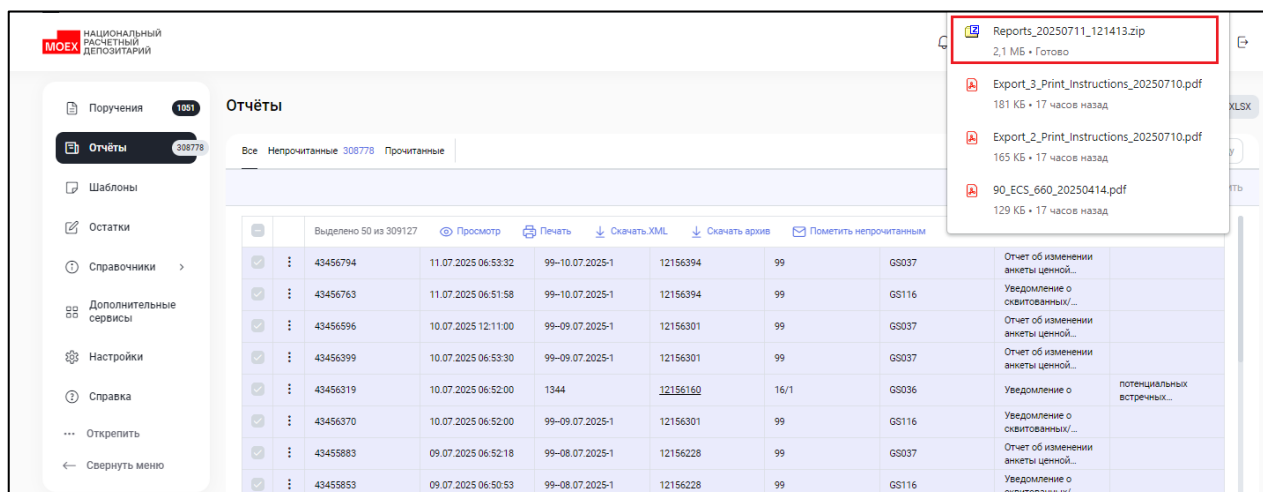 НАЦИОНАЛЬНЫЙ
MOEX РАСЧЕТНЫЙ
ДЕПОЗИТАРИЙ
Reports_20250711_121413.zip
2,1 МБ • Готово
Export_3_Print_Instructions_20250710.pdf
181 КБ • 17 часов назад
Export_2_Print_Instructions_20250710.pdf
165 КБ • 17 часов назад
90_ECS_660_20250414.pdf
129 КБ • 17 часов назад
Поручения 1051
Отчёты 308778
Шаблоны
Остатки
Справочники
Дополнительные
сервисы
Настройки
Справка
Открепить
Свернуть меню
Отчёты
XLSX
Все Непрочитанные 308778 Прочитанные
Выделено 50 из 309127 Просмотр Печать Скачать.XML Скачать архив Пометить непрочитанным
43456794 11.07.2025 06:53:32 99--10.07.2025-1 12156394 99 GS037 Отчет об изменении
анкеты ценной...
43456763 11.07.2025 06:51:58 99--10.07.2025-1 12156394 99 GS116 Уведомление о
сквитованных/...
43456596 10.07.2025 12:11:00 99--09.07.2025-1 12156301 99 GS037 Отчет об изменении
анкеты ценной...
43456399 10.07.2025 06:53:30 99--09.07.2025-1 12156301 99 GS037 Отчет об изменении
анкеты ценной...
43456319 10.07.2025 06:52:00 1344 12156160 16/1 GS036 Уведомление о потенциальных
встречных...
43456370 10.07.2025 06:52:00 99--09.07.2025-1 12156301 99 GS116 Уведомление о
сквитованных/...
43455883 09.07.2025 06:52:18 99--08.07.2025-1 12156228 99 GS037 Отчет об изменении
анкеты ценной...
43455853 09.07.2025 06:50:53 99--08.07.2025-1 12156228 99 GS116 Уведомление о